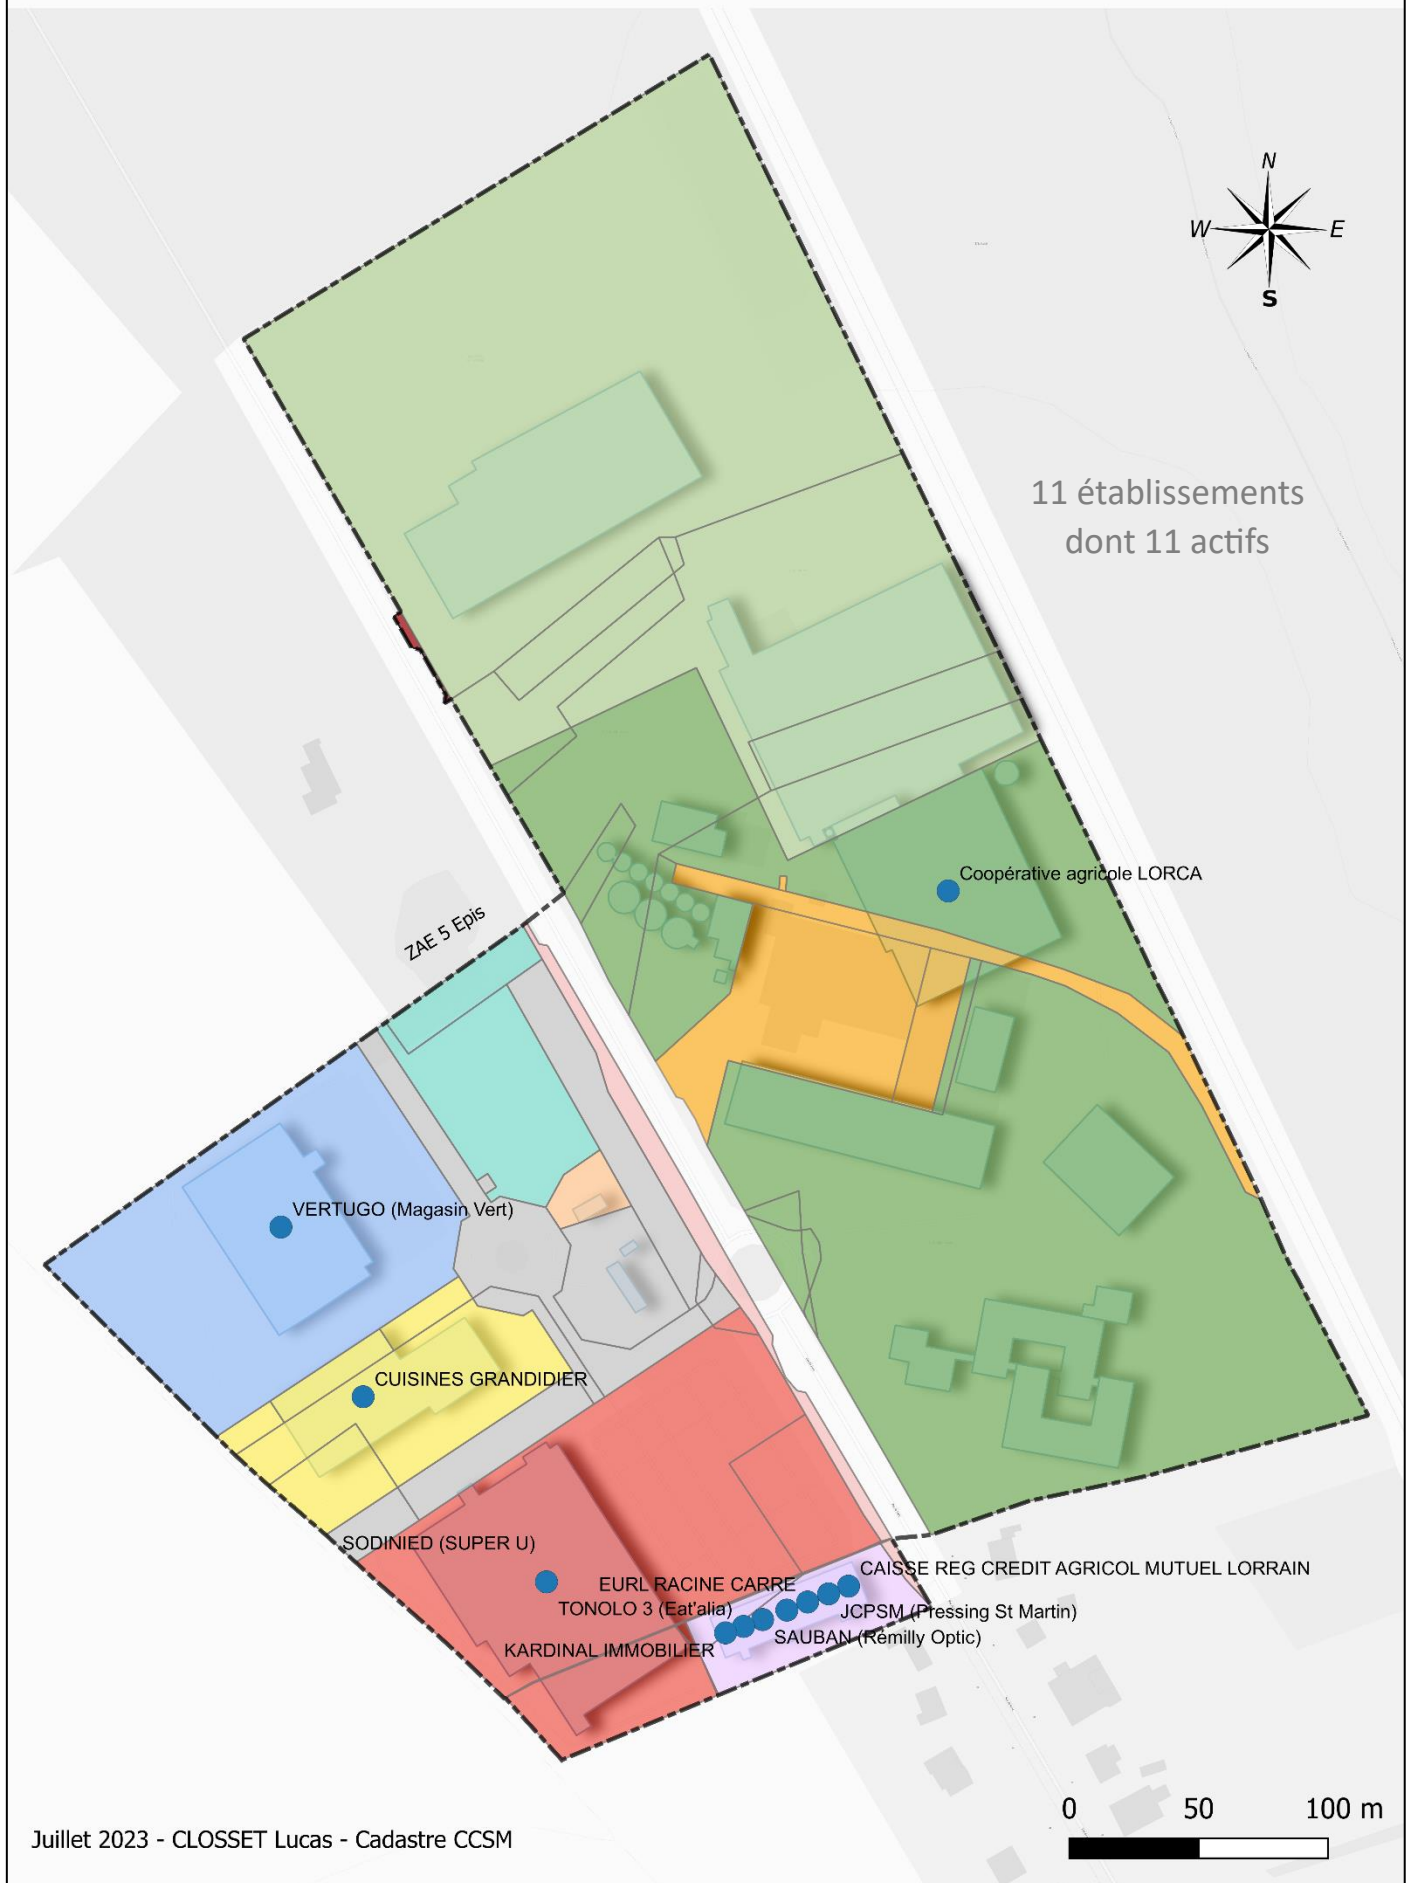 N
W E
S
11 établissements
dont 11 actifs
Coopérative agricole LORCA
ZAE 5 Epis
VERTUGO (Magasin Vert)
CUISINES GRANDIDIER
SODINIED (SUPER U)
CAISSE REG CREDIT AGRICOL MUTUEL LORRAIN
EURL RACINE CARRE
TONOLO 3 (Eat'alia)
JCPSM (Pressing St Martin)
SAUBAN (Rémilly Optic)
KARDINAL IMMOBILIER
0 50 100 m
Juillet 2023 - CLOSSET Lucas - Cadastre CCSM